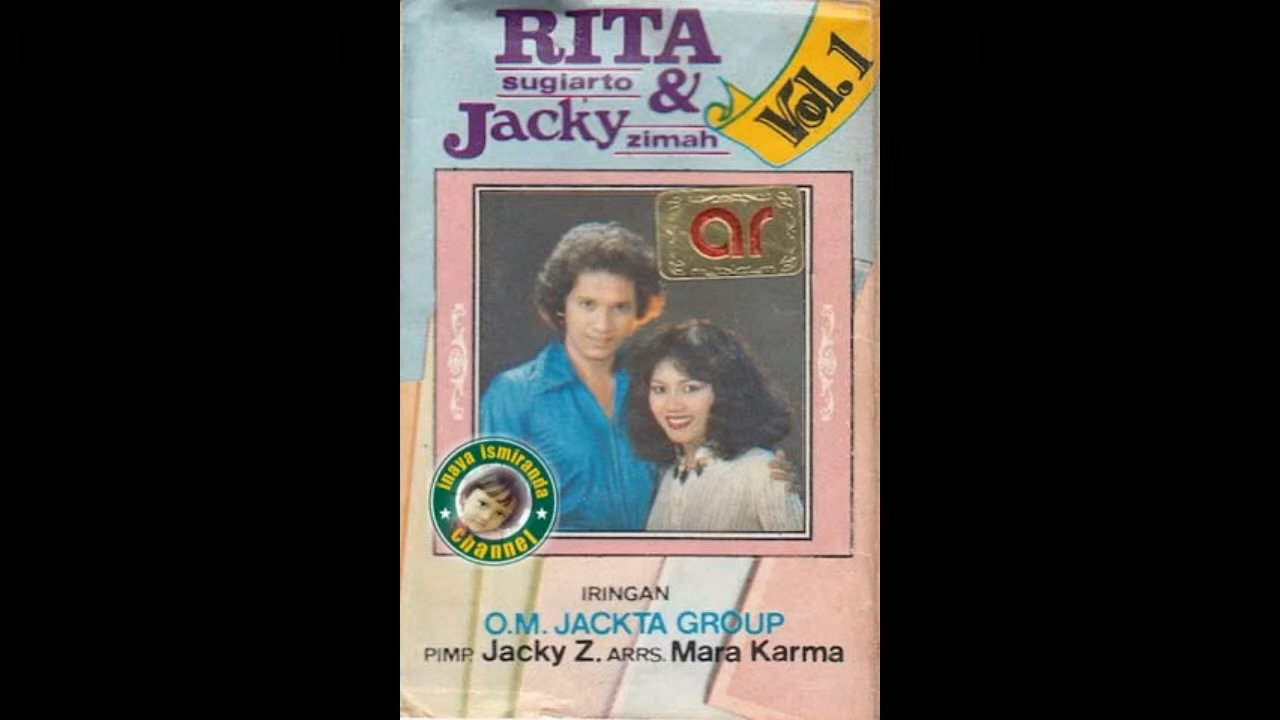 RITA
sugiarto
&
Jacky
zimah
Vol. 1
ar
inaya ismiranda
channel
IRINGAN
O.M. JACKTA GROUP
PIMP. Jacky Z. ARRS. Mara Karma